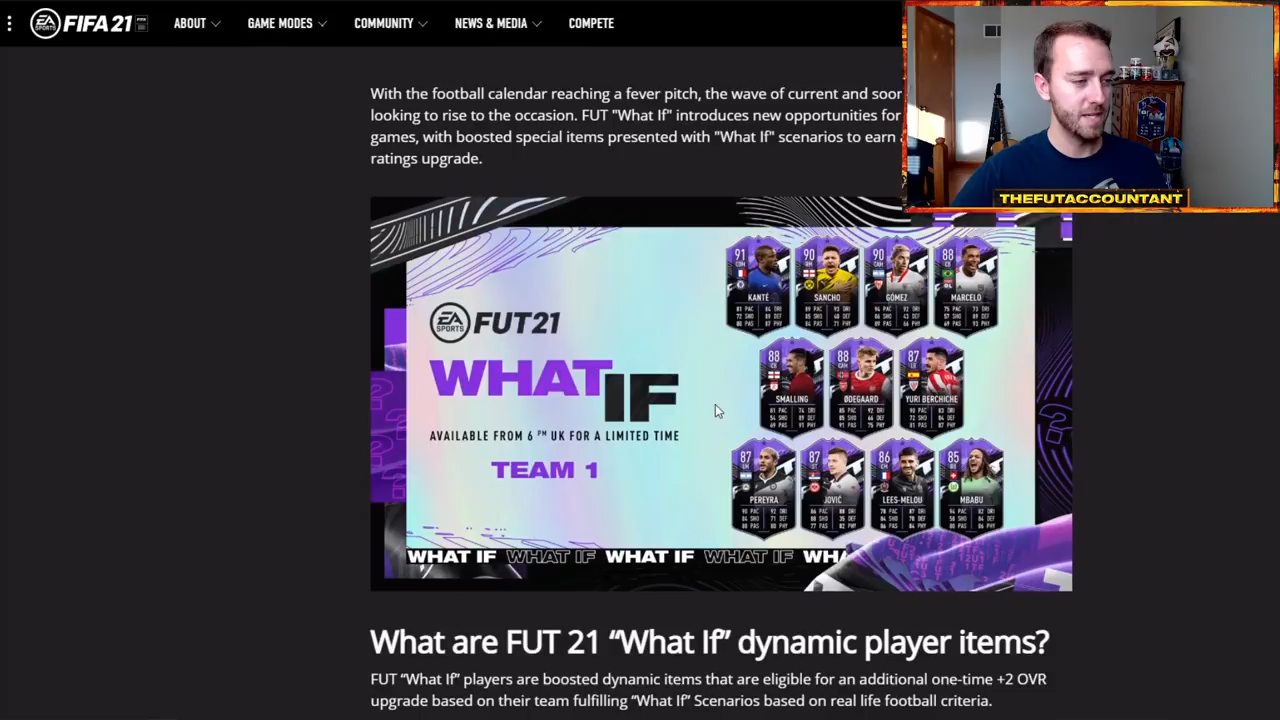 EA SPORTS FIFA 21 ABOUT GAME MODES COMMUNITY NEWS & MEDIA COMPETE
With the football calendar reaching a fever pitch, the wave of current and soon
looking to rise to the occasion. FUT "What If" introduces new opportunities for
games, with boosted special items presented with "What If" scenarios to earn
ratings upgrade.
THEFUTACCOUNTANT
EA SPORTS FUT21
WHAT IF
AVAILABLE FROM 6 PM UK FOR A LIMITED TIME
TEAM 1
91 90 90 88
KANTÉ SANCHO GÓMEZ MARCELO
88 88 87
SMALLING ØDEGAARD YURI BERCHICHE
87 87 86 85
PEREYRA JOVIĆ LEES-MELOU MBABU
WHAT IF WHAT IF WHAT IF WHAT IF WHA
What are FUT 21 “What If” dynamic player items?
FUT “What If” players are boosted dynamic items that are eligible for an additional one-time +2 OVR
upgrade based on their team fulfilling “What If” Scenarios based on real life football criteria.